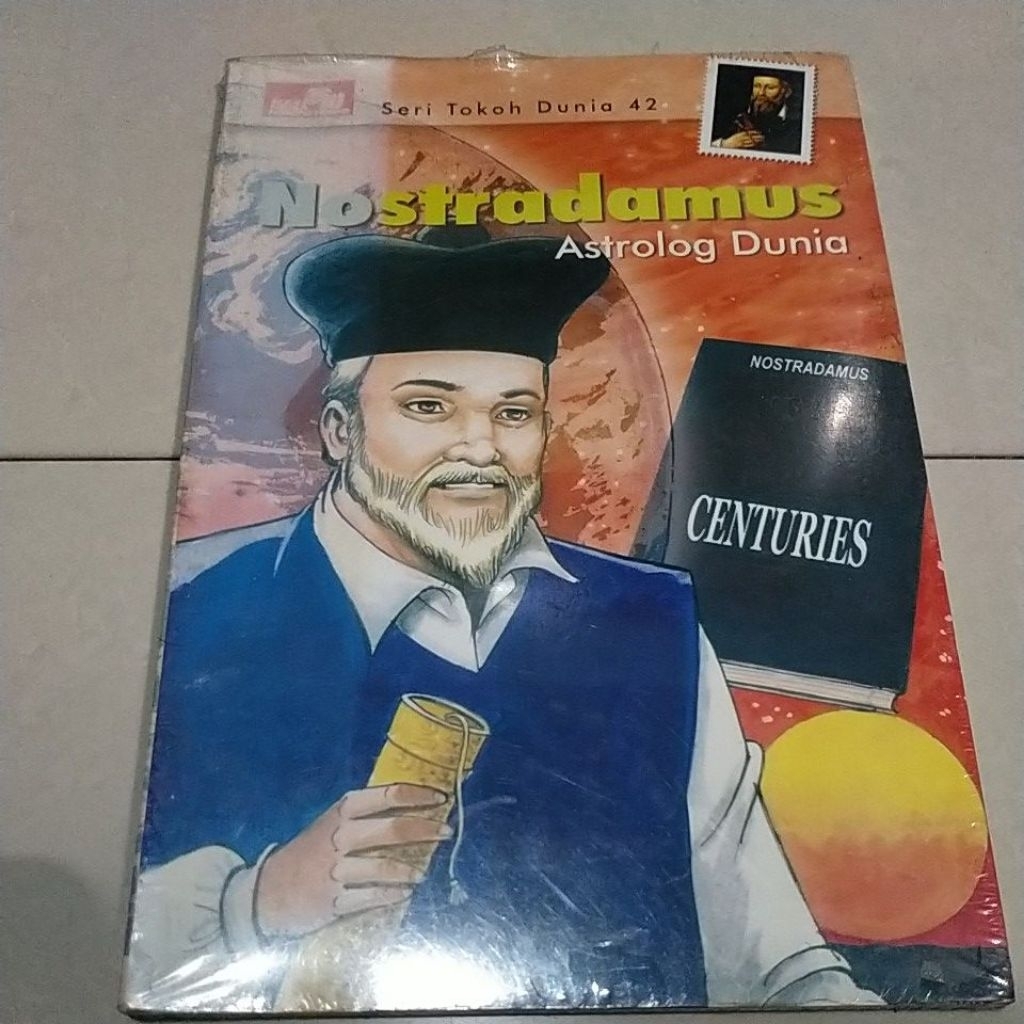 Seri Tokoh Dunia 42
Nostradamus
Astrolog Dunia
NOSTRADAMUS
CENTURIES